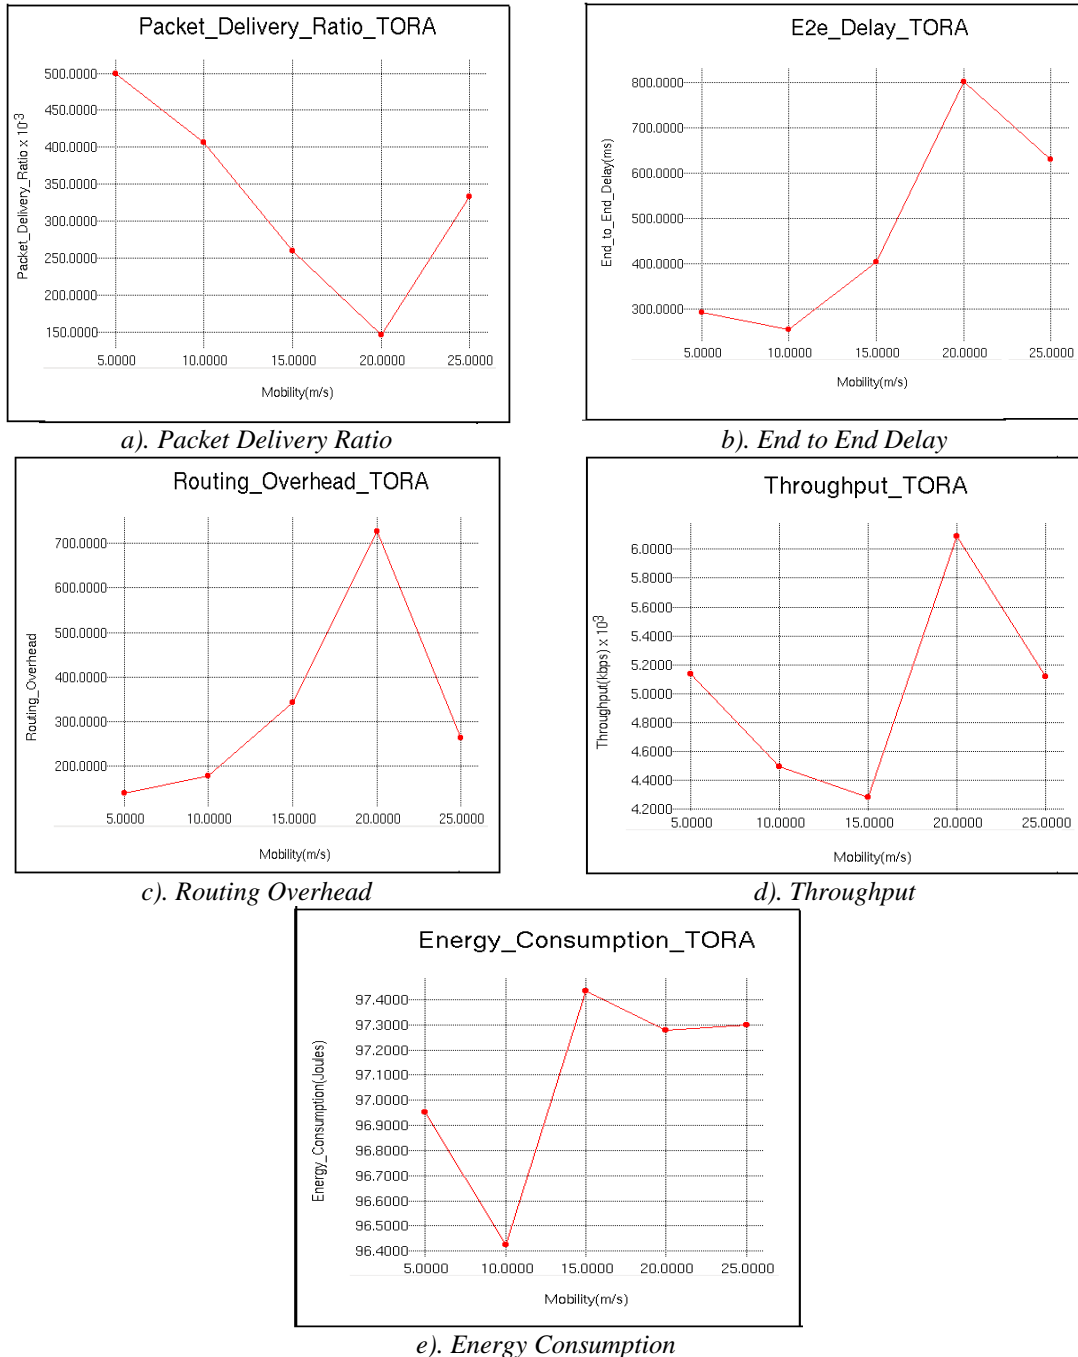 Packet_Delivery_Ratio_TORA
Packet_Delivery_Ratio x 10-3
500.0000
450.0000
400.0000
350.0000
300.0000
250.0000
200.0000
150.0000
5.0000 10.0000 15.0000 20.0000 25.0000
Mobility(m/s)
a). Packet Delivery Ratio
E2e_Delay_TORA
End_to_End_Delay(ms)
800.0000
700.0000
600.0000
500.0000
400.0000
300.0000
5.0000 10.0000 15.0000 20.0000 25.0000
Mobility(m/s)
b). End to End Delay
Routing_Overhead_TORA
Routing_Overhead
700.0000
600.0000
500.0000
400.0000
300.0000
200.0000
5.0000 10.0000 15.0000 20.0000 25.0000
Mobility(m/s)
c). Routing Overhead
Throughput_TORA
Throughput(kbps) x 103
6.0000
5.8000
5.6000
5.4000
5.2000
5.0000
4.8000
4.6000
4.4000
4.2000
5.0000 10.0000 15.0000 20.0000 25.0000
Mobility(m/s)
d). Throughput
Energy_Consumption_TORA
Energy_Consumption(Joules)
97.4000
97.3000
97.2000
97.1000
97.0000
96.9000
96.8000
96.7000
96.6000
96.5000
96.4000
5.0000 10.0000 15.0000 20.0000 25.0000
Mobility(m/s)
e). Energy Consumption